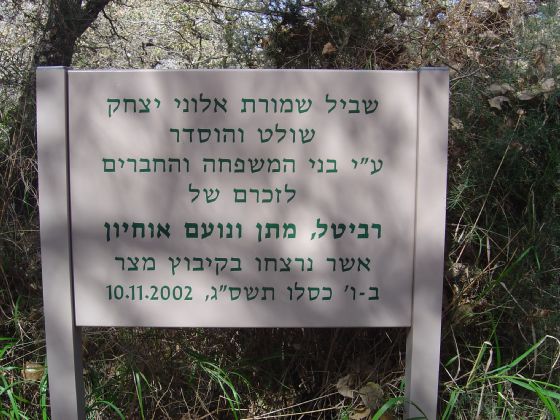 שביל שמורת אלוני יצחק
שולט והוסדר
ע"י בני המשפחה והחברים
לזכרם של
רביטל, מתן ונועם אוחיון
אשר נרצחו בקיבוץ מצר
ב-ו' כסלו תשס"ג, 10.11.2002